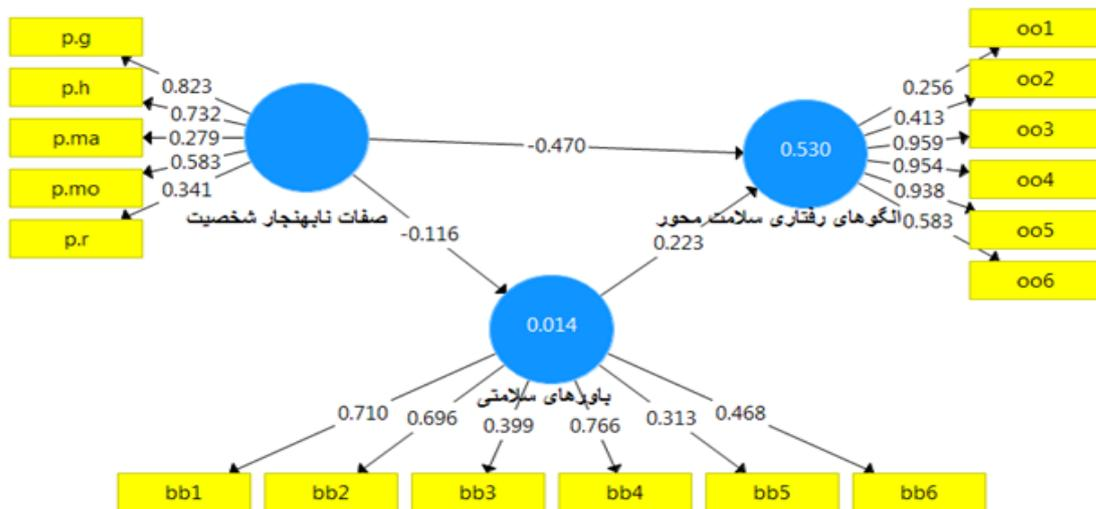 p.g
p.h
p.ma
p.mo
p.r
0.823
0.732
0.279
0.583
0.341
صفات نابهنجار شخصیت
-0.470
-0.116
0.530
الگوهای رفتاری سلامت محور
0.223
0.256
0.413
0.959
0.954
0.938
0.583
oo1
oo2
oo3
oo4
oo5
oo6
0.014
باورهای سلامتی
0.710
0.696
0.399
0.766
0.313
0.468
bb1
bb2
bb3
bb4
bb5
bb6